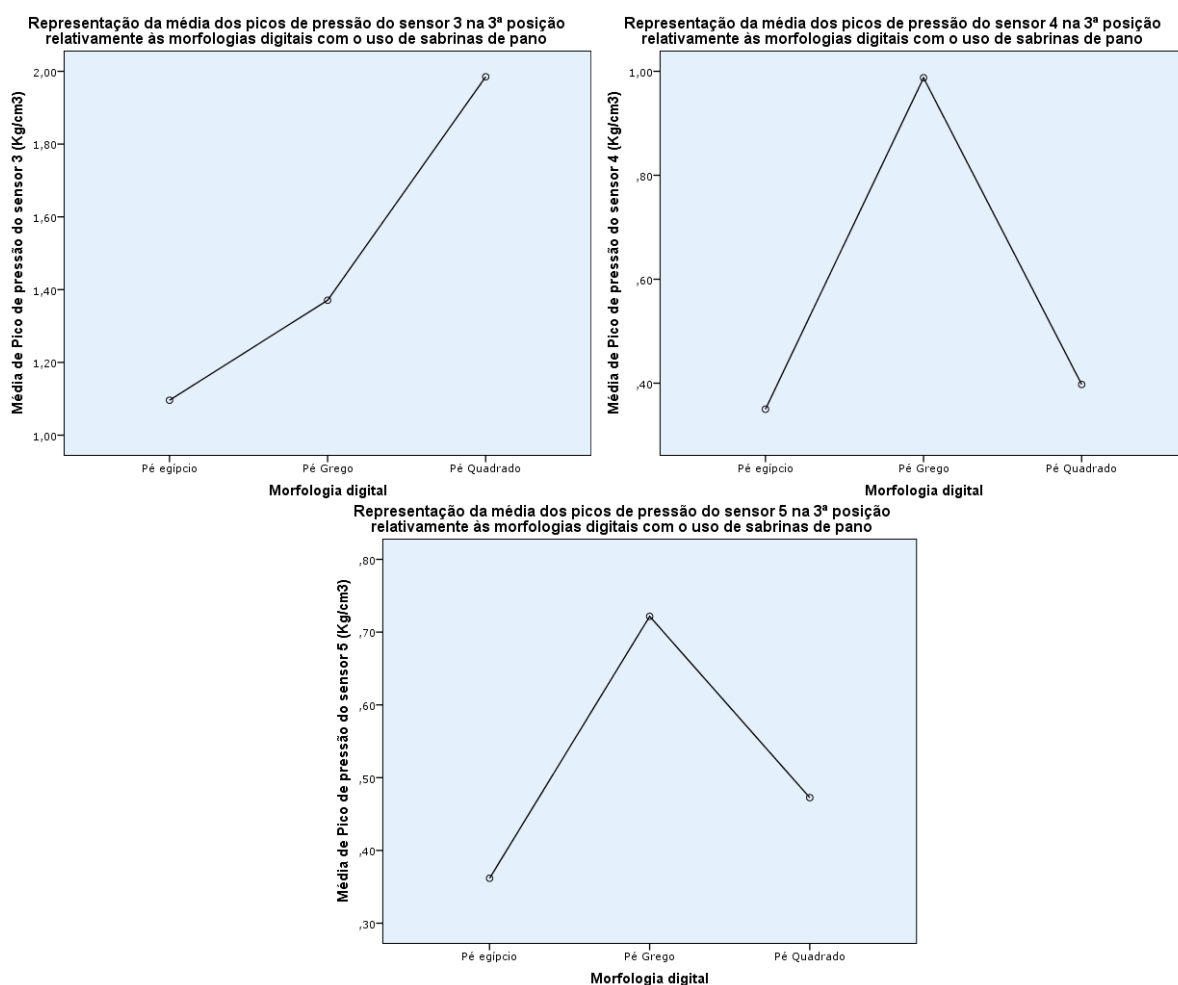 Representação da média dos picos de pressão do sensor 3 na 3ª posição
relativamente às morfologias digitais com o uso de sabrinas de pano
Média de Pico de pressão do sensor 3 (Kg/cm3)
2,00
1,80
1,60
1,40
1,20
1,00
Pé egípcio
Pé Grego
Pé Quadrado
Morfologia digital
Representação da média dos picos de pressão do sensor 4 na 3ª posição
relativamente às morfologias digitais com o uso de sabrinas de pano
Média de Pico de pressão do sensor 4 (Kg/cm3)
1,00
,80
,60
,40
Pé egípcio
Pé Grego
Pé Quadrado
Morfologia digital
Representação da média dos picos de pressão do sensor 5 na 3ª posição
relativamente às morfologias digitais com o uso de sabrinas de pano
Média de Pico de pressão do sensor 5 (Kg/cm3)
,80
,70
,60
,50
,40
,30
Pé egípcio
Pé Grego
Pé Quadrado
Morfologia digital